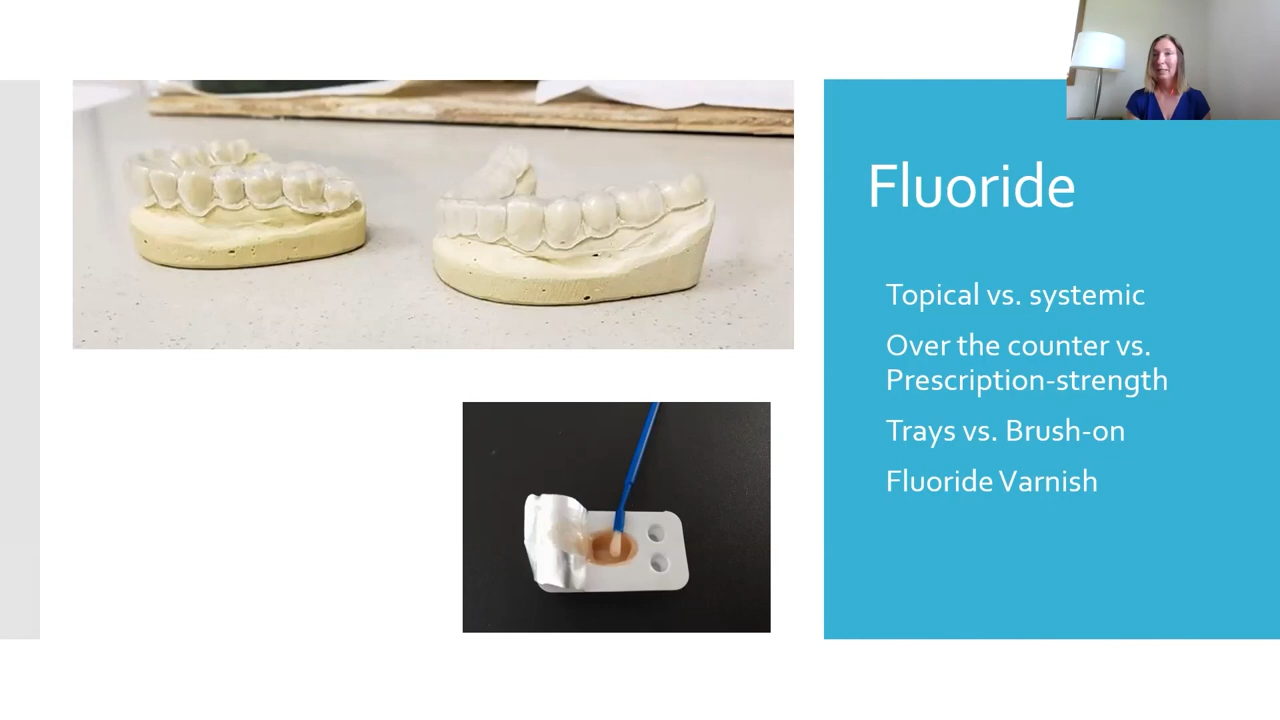 Fluoride
Topical vs. systemic
Over the counter vs.
Prescription-strength
Trays vs. Brush-on
Fluoride Varnish